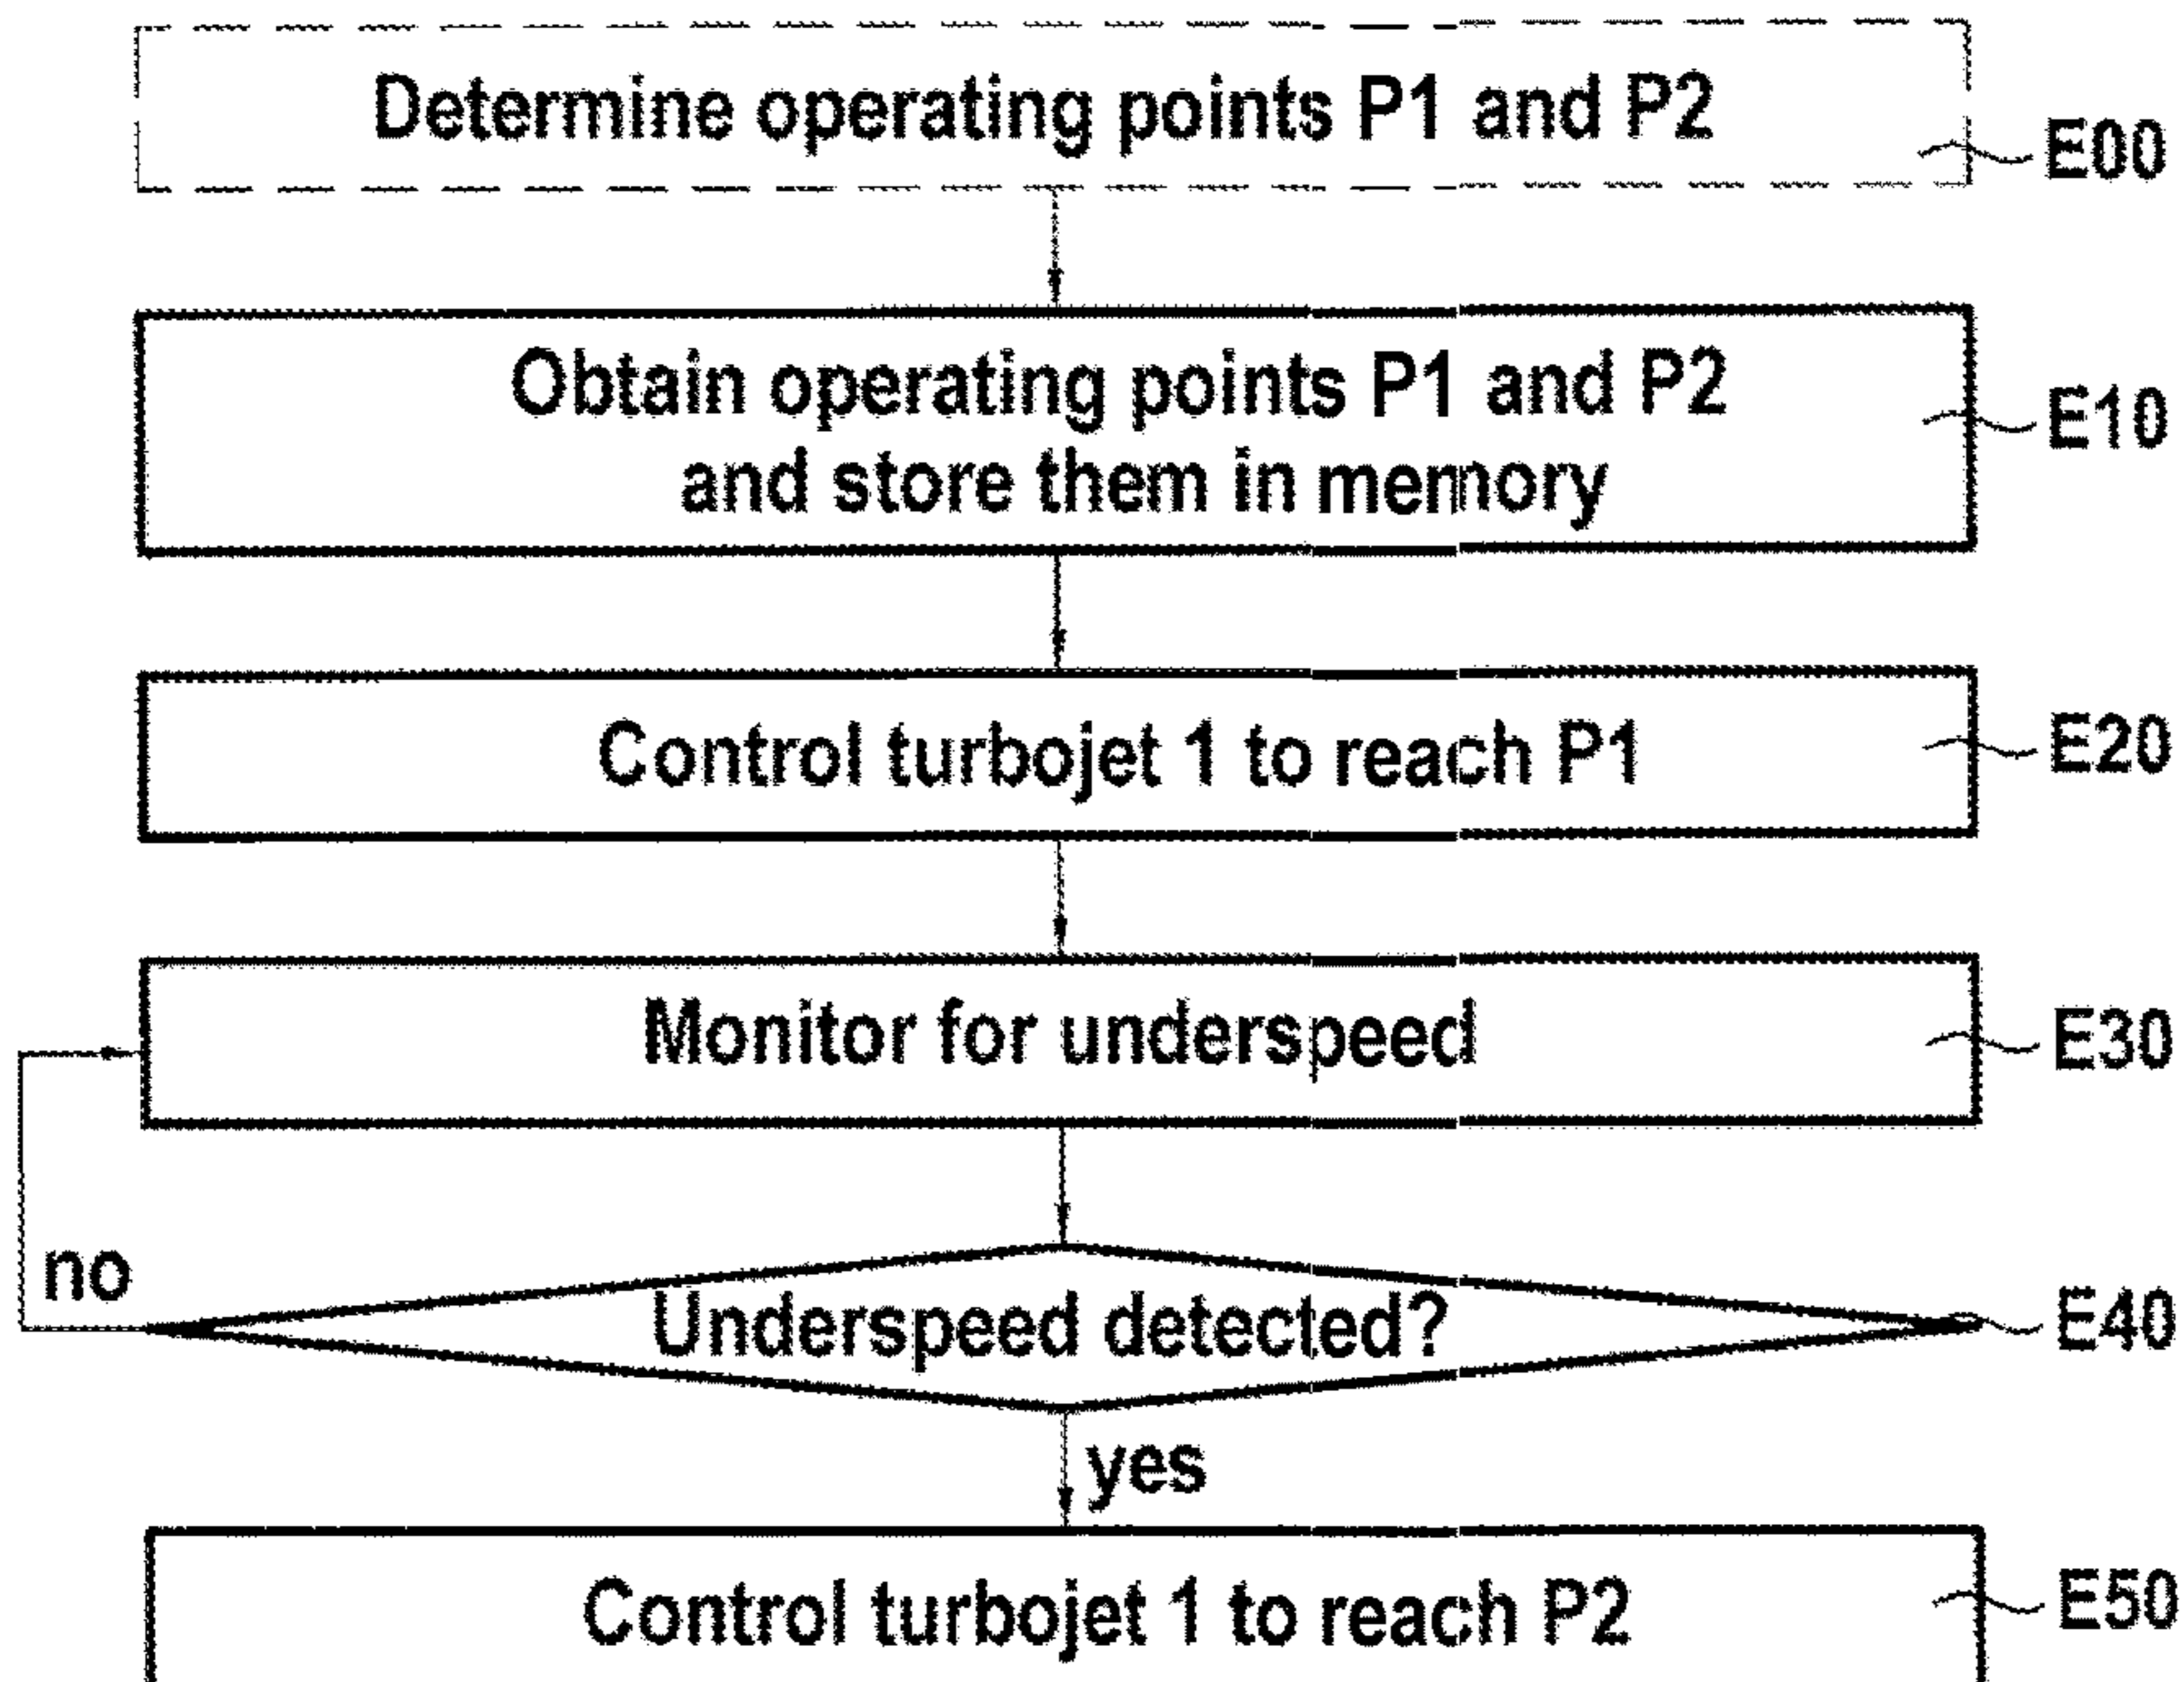 Determine operating points P1 and P2
E00
Obtain operating points P1 and P2
and store them in memory
E10
Control turbojet 1 to reach P1
E20
Monitor for underspeed
E30
no
Underspeed detected?
E40
yes
Control turbojet 1 to reach P2
E50